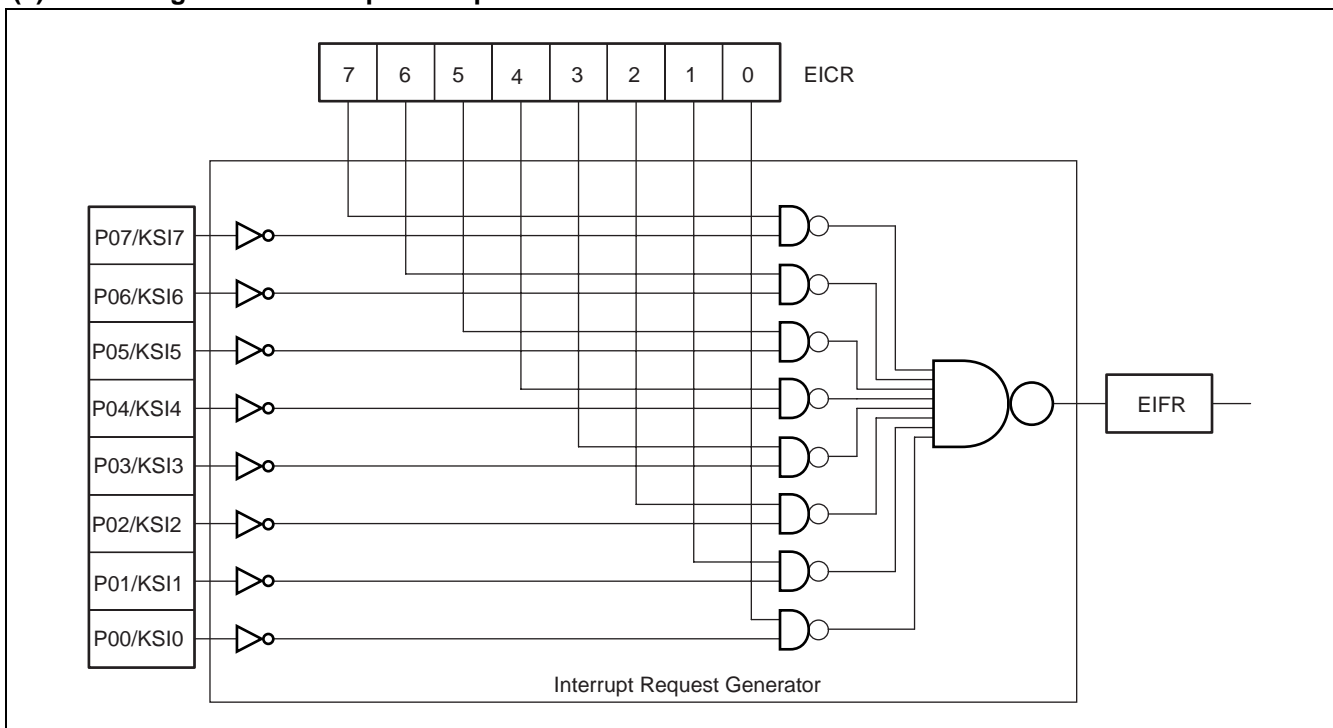 7 6 5 4 3 2 1 0 EICR
P07/KSI7
P06/KSI6
P05/KSI5
P04/KSI4
EIFR
P03/KSI3
P02/KSI2
P01/KSI1
P00/KSI0
Interrupt Request Generator